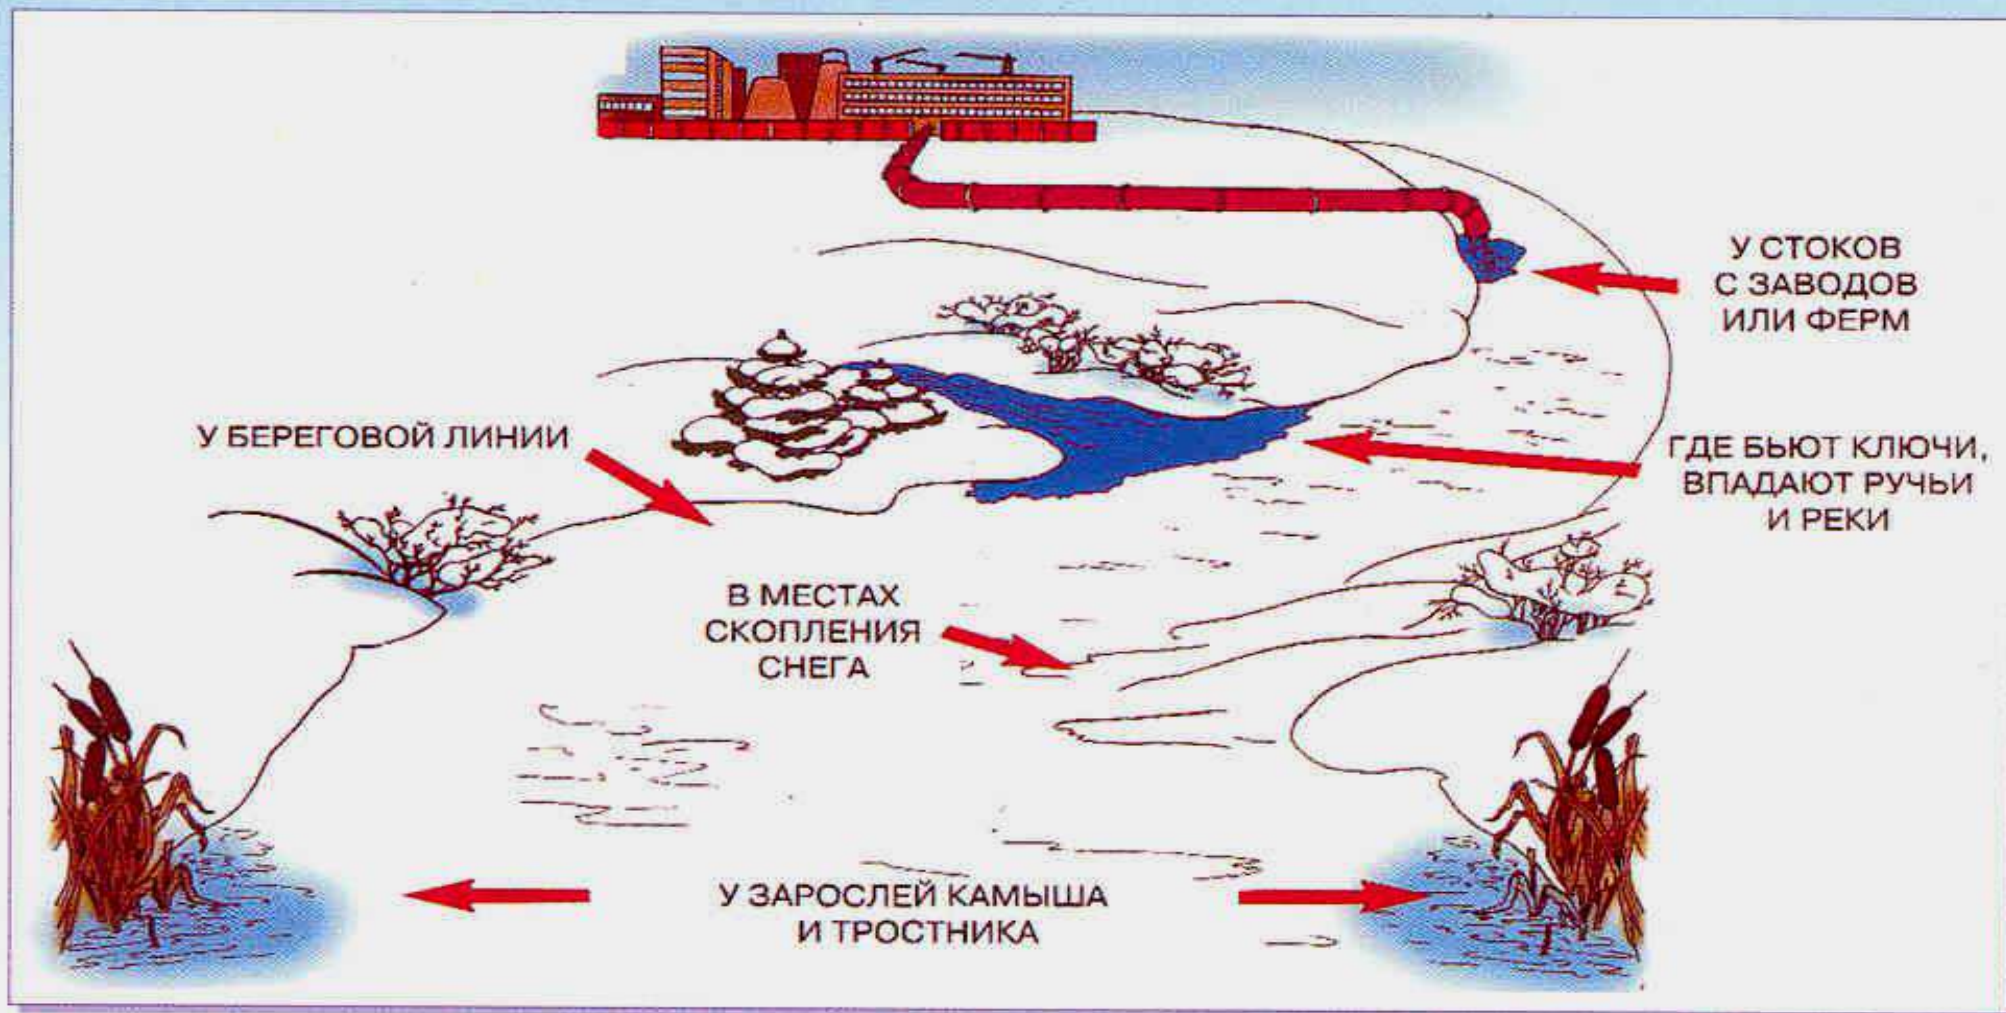 У СТОКОВ
С ЗАВОДОВ
ИЛИ ФЕРМ
У БЕРЕГОВОЙ ЛИНИИ
ГДЕ БЬЮТ КЛЮЧИ,
ВПАДАЮТ РУЧЬИ
И РЕКИ
В МЕСТАХ
СКОПЛЕНИЯ
СНЕГА
У ЗАРОСЛЕЙ КАМЫША
И ТРОСТНИКА